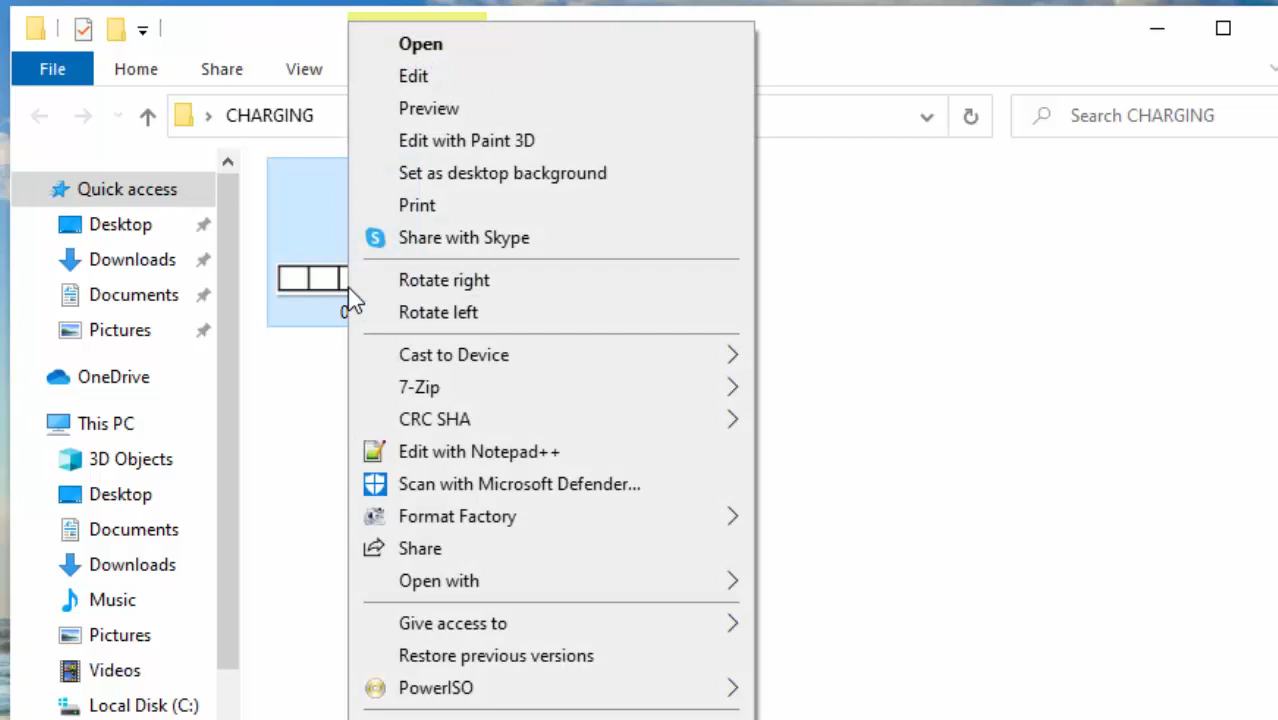 File
Home
Share
View
CHARGING
Search CHARGING
Quick access
Desktop
Downloads
Documents
Pictures
OneDrive
This PC
3D Objects
Desktop
Documents
Downloads
Music
Pictures
Videos
Local Disk (C:)
Open
Edit
Preview
Edit with Paint 3D
Set as desktop background
Print
Share with Skype
Rotate right
Rotate left
Cast to Device
7-Zip
CRC SHA
Edit with Notepad++
Scan with Microsoft Defender...
Format Factory
Share
Open with
Give access to
Restore previous versions
PowerISO